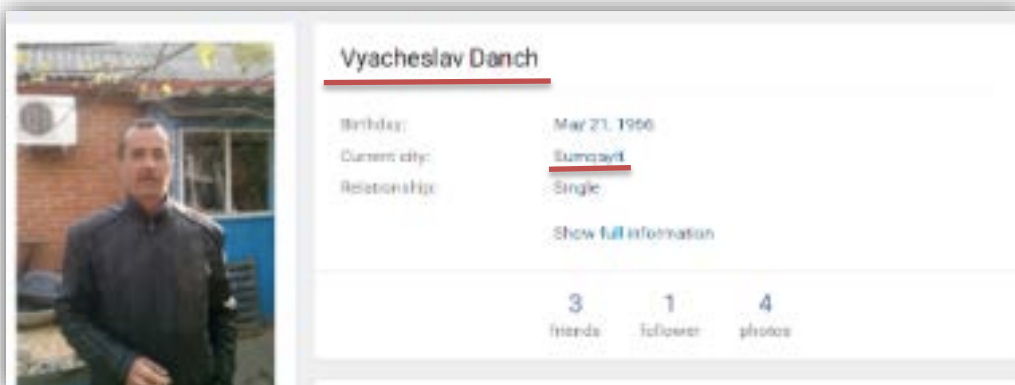 Vyacheslav Danch
Birthday: May 21, 1966
Current city: Sumqayit
Relationship: Single
Show full information
3 1 4
friends follower photos